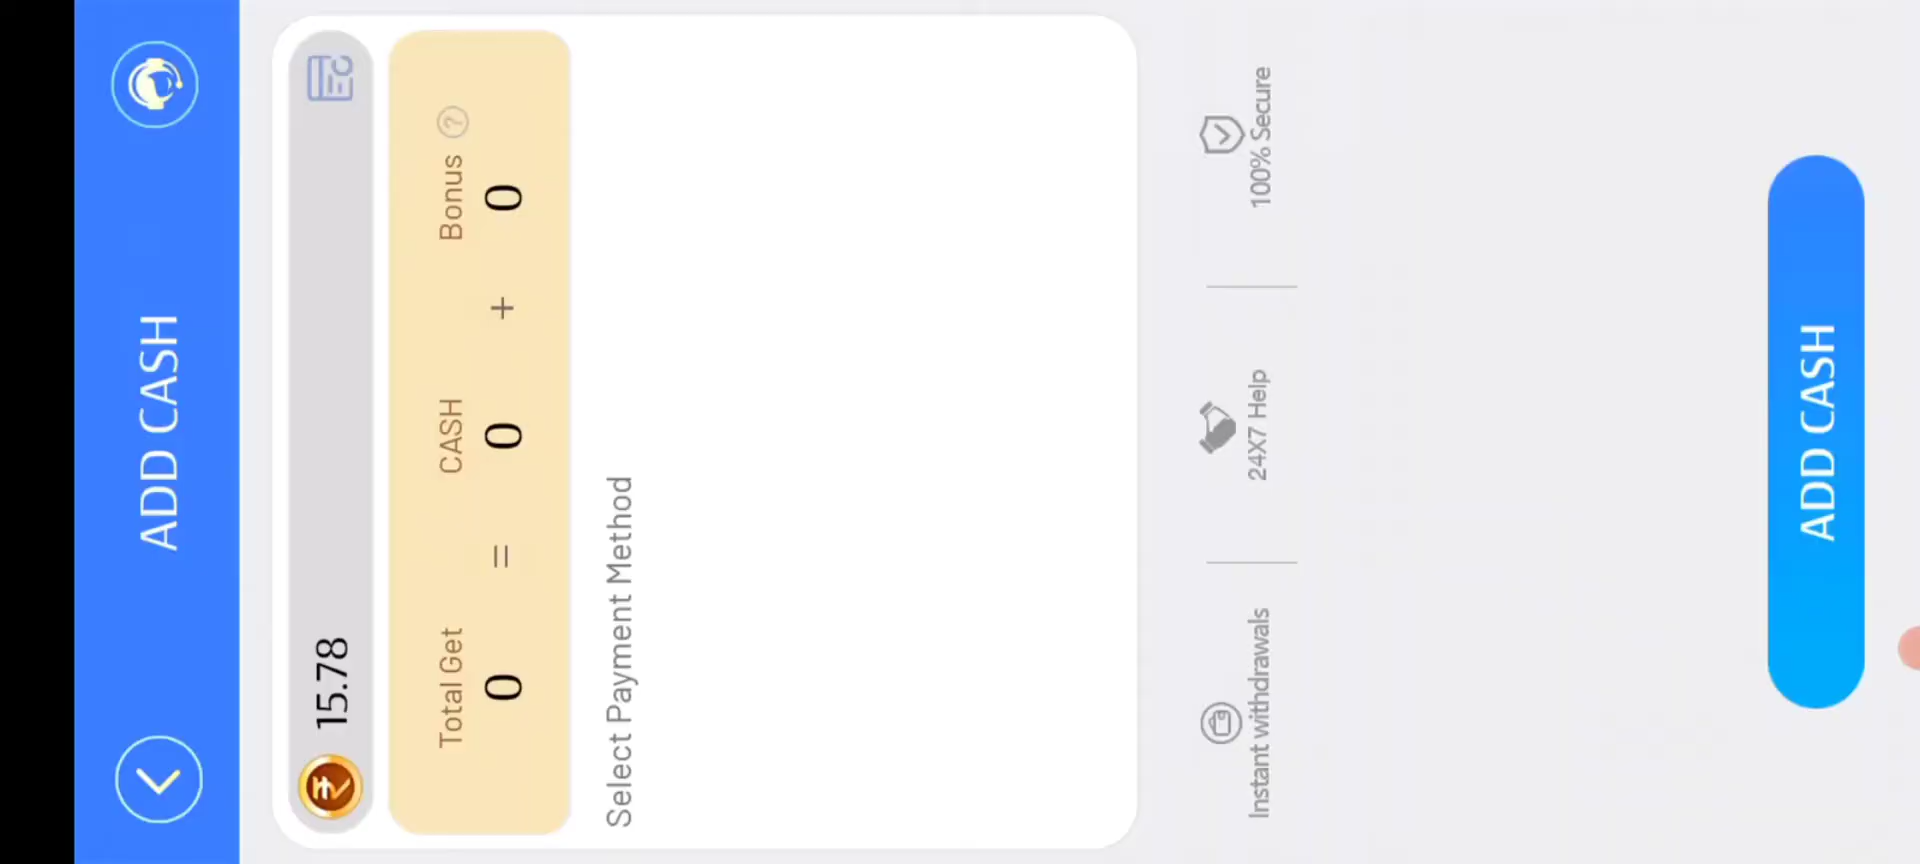 ADD CASH
15.78
Total Get CASH Bonus ?
0 = 0 + 0
Select Payment Method
Instant withdrawals
24X7 Help
100% Secure
ADD CASH